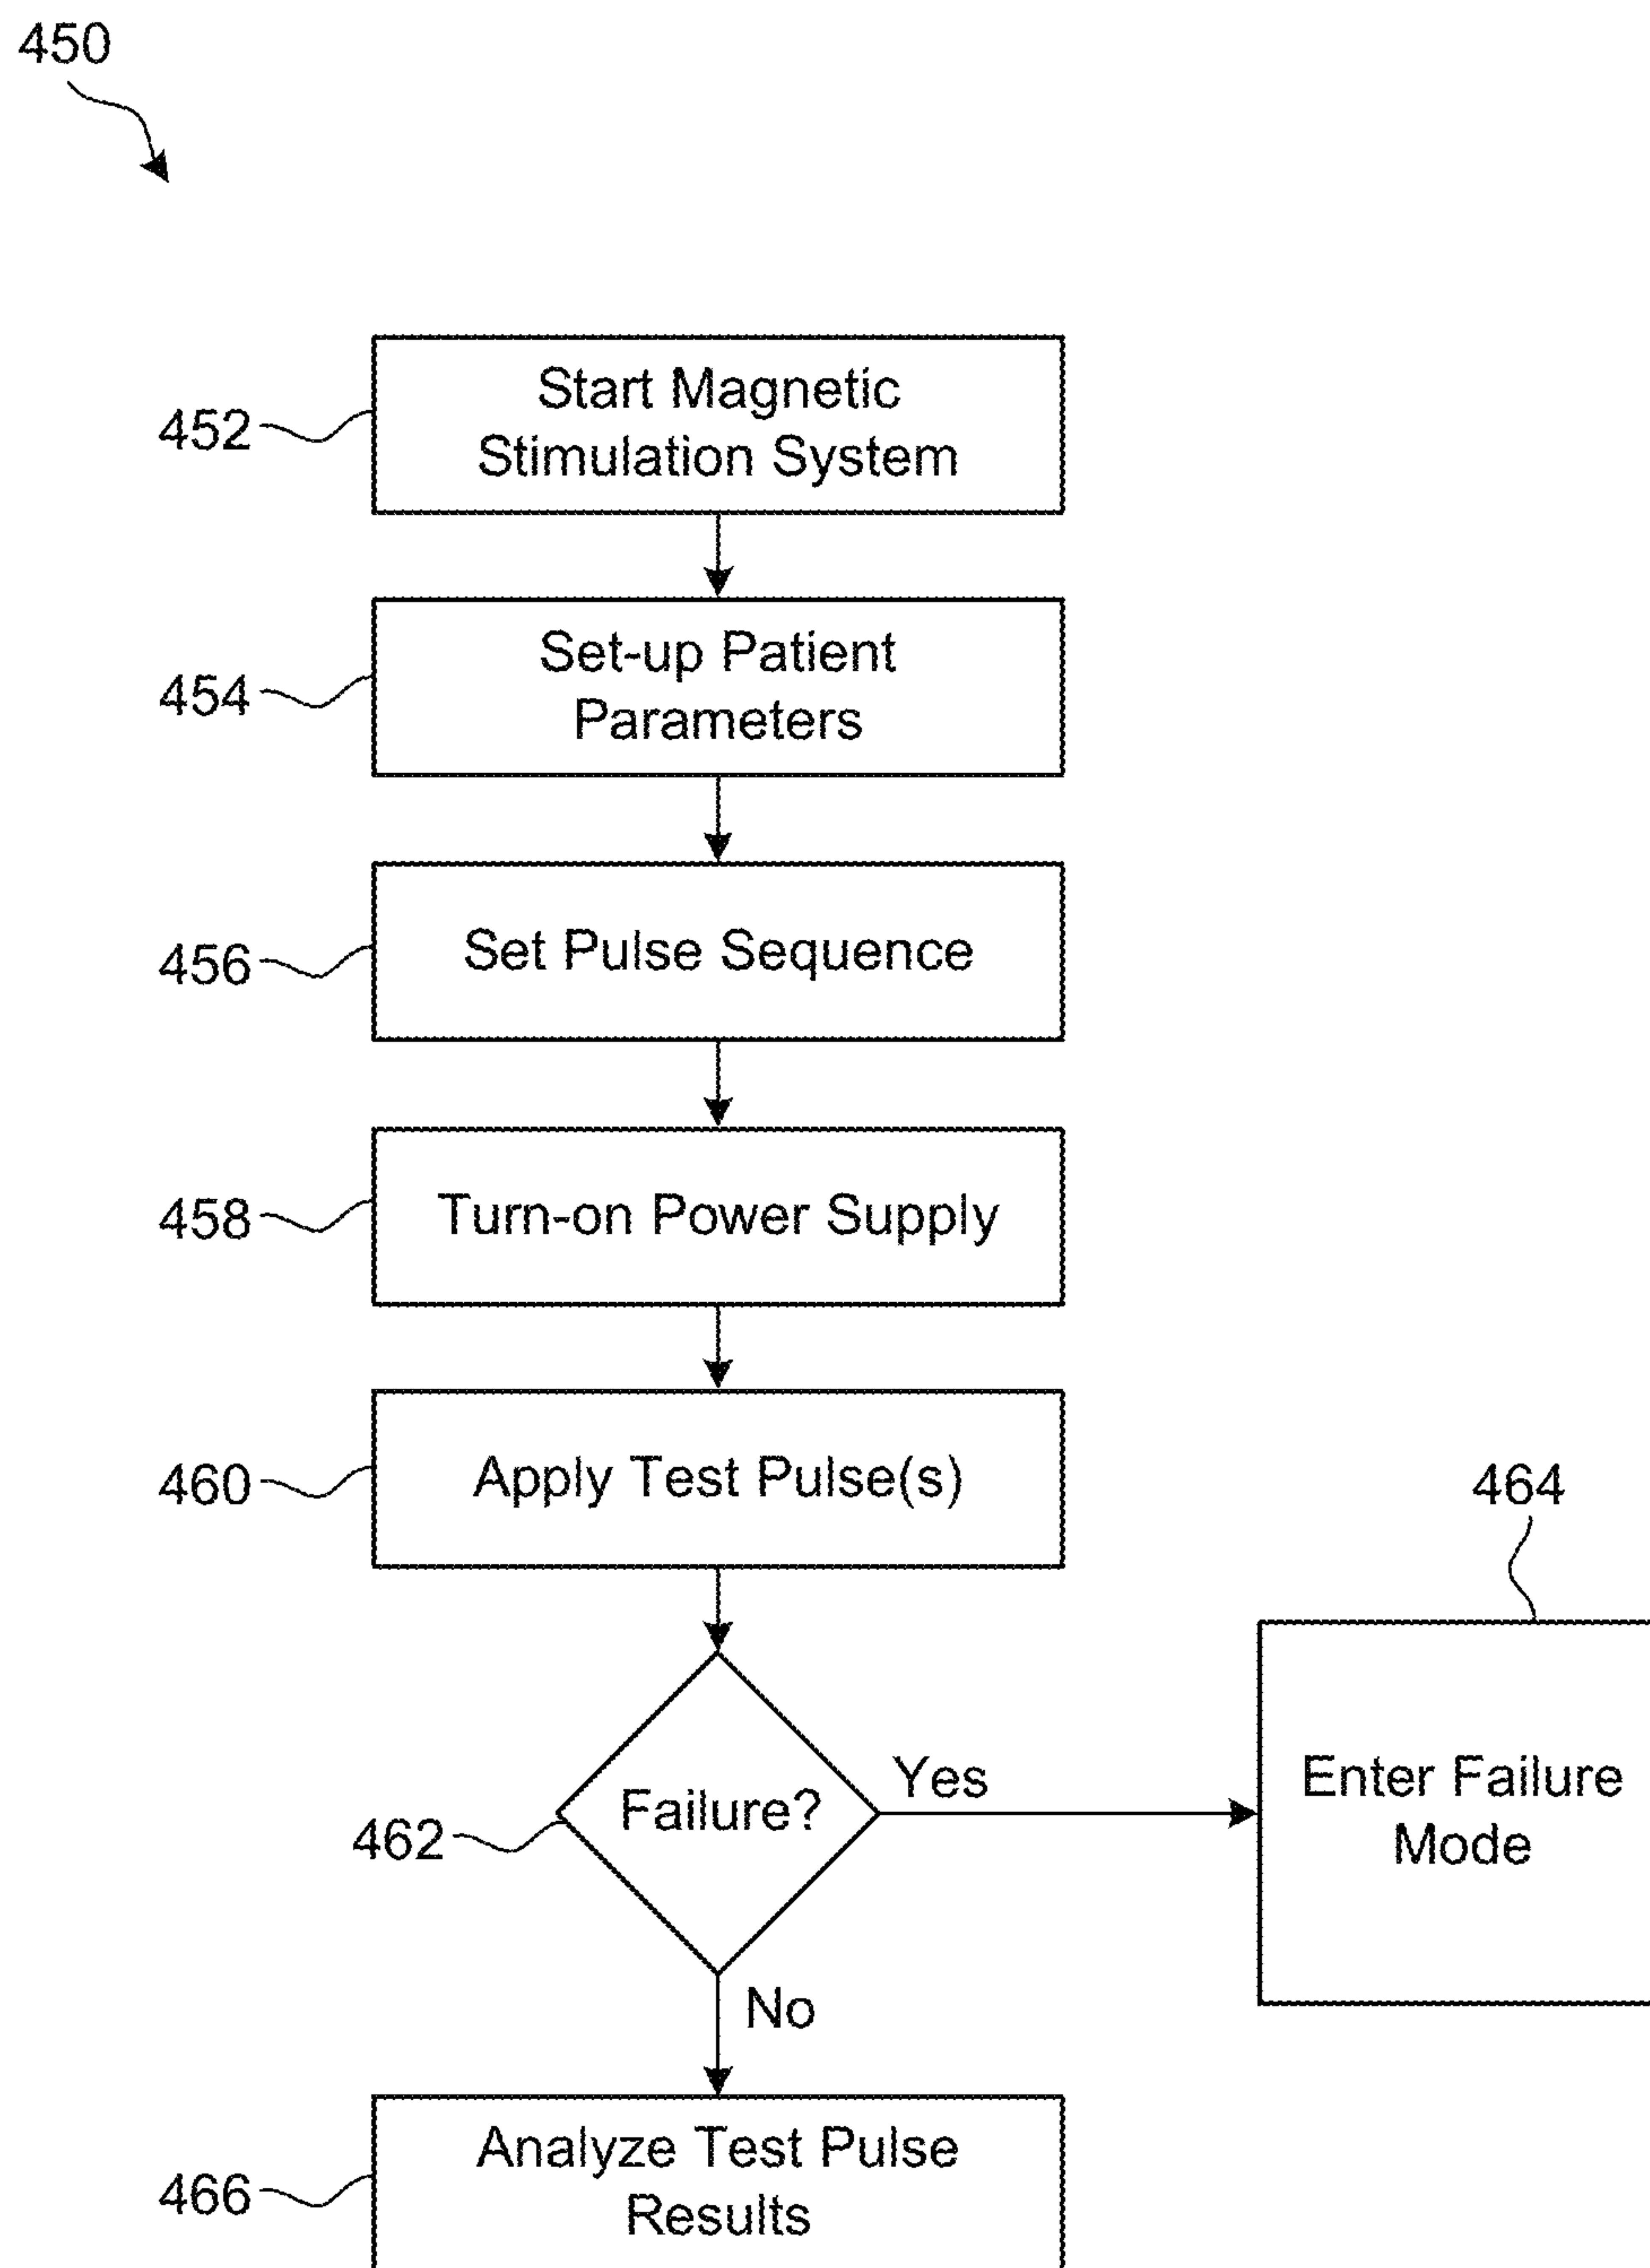 450
452
Start Magnetic
Stimulation System
454
Set-up Patient
Parameters
456
Set Pulse Sequence
458
Turn-on Power Supply
460
Apply Test Pulse(s)
464
462
Failure?
Yes
Enter Failure
Mode
No
466
Analyze Test Pulse
Results